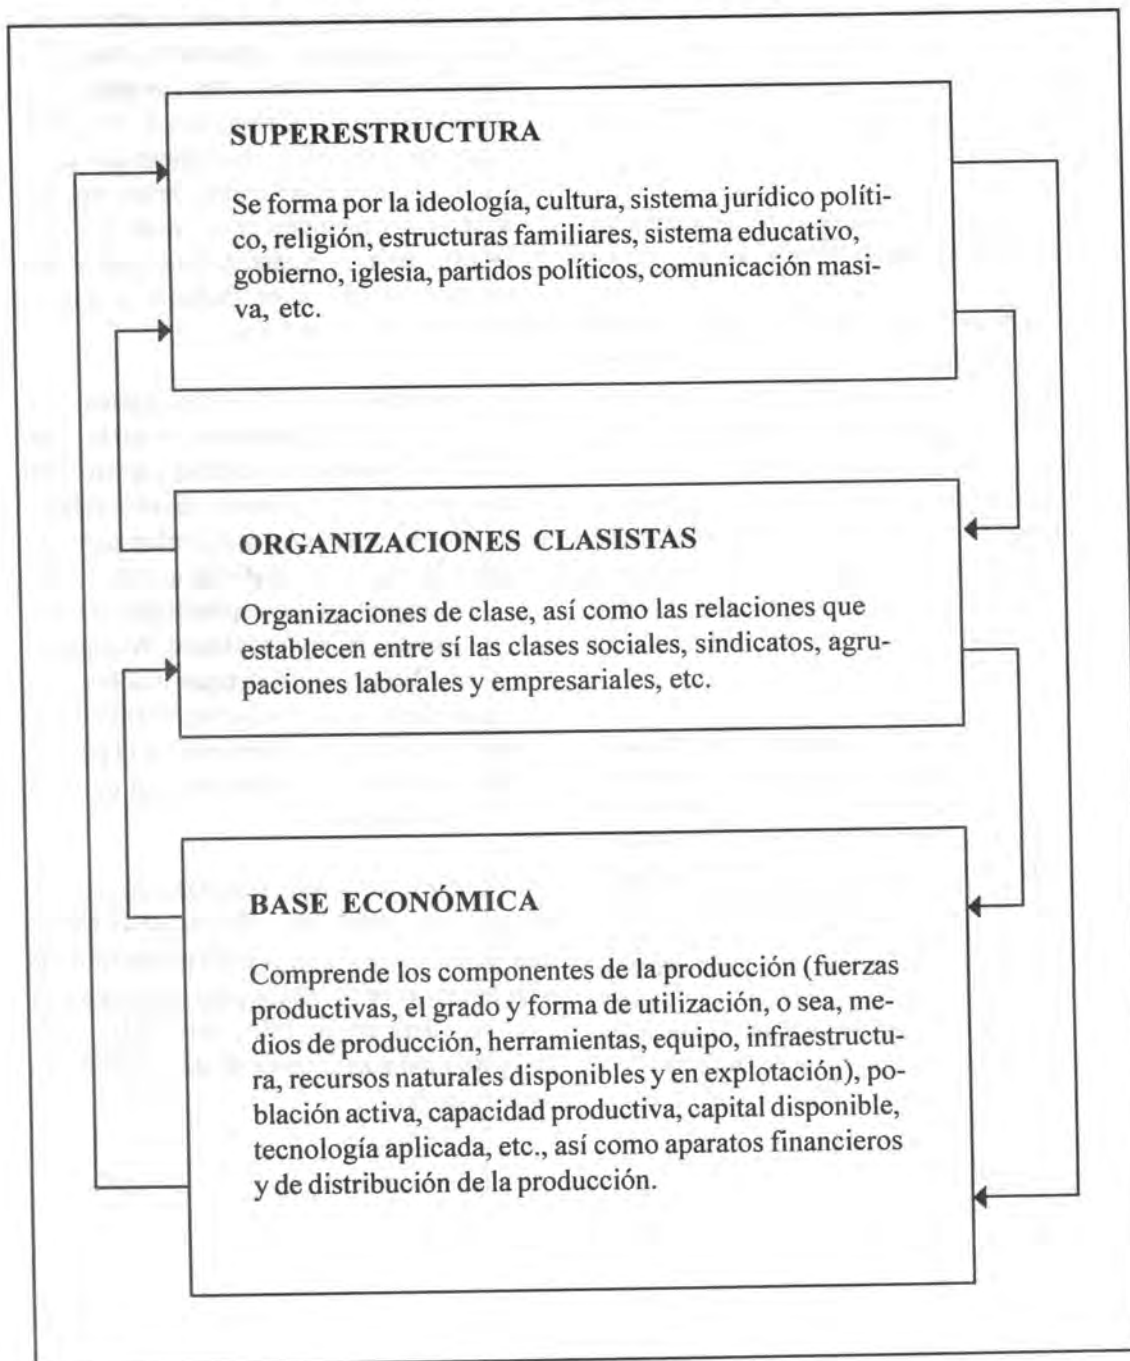 SUPERESTRUCTURA
Se forma por la ideología, cultura, sistema jurídico políti-
co, religión, estructuras familiares, sistema educativo,
gobierno, iglesia, partidos políticos, comunicación masi-
va, etc.
ORGANIZACIONES CLASISTAS
Organizaciones de clase, así como las relaciones que
establecen entre sí las clases sociales, sindicatos, agru-
paciones laborales y empresariales, etc.
BASE ECONÓMICA
Comprende los componentes de la producción (fuerzas
productivas, el grado y forma de utilización, o sea, me-
dios de producción, herramientas, equipo, infraestructu-
ra, recursos naturales disponibles y en explotación), po-
blación activa, capacidad productiva, capital disponible,
tecnología aplicada, etc., así como aparatos financieros
y de distribución de la producción.